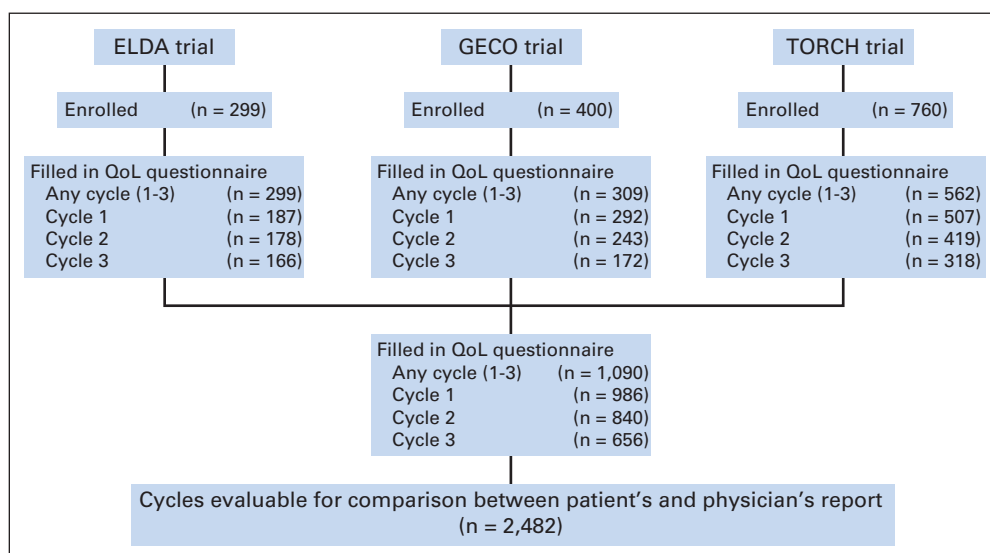 ELDA trial
Enrolled (n = 299)
Filled in QoL questionnaire
Any cycle (1-3) (n = 299)
Cycle 1 (n = 187)
Cycle 2 (n = 178)
Cycle 3 (n = 166)
GECO trial
Enrolled (n = 400)
Filled in QoL questionnaire
Any cycle (1-3) (n = 309)
Cycle 1 (n = 292)
Cycle 2 (n = 243)
Cycle 3 (n = 172)
TORCH trial
Enrolled (n = 760)
Filled in QoL questionnaire
Any cycle (1-3) (n = 562)
Cycle 1 (n = 507)
Cycle 2 (n = 419)
Cycle 3 (n = 318)
Filled in QoL questionnaire
Any cycle (1-3) (n = 1,090)
Cycle 1 (n = 986)
Cycle 2 (n = 840)
Cycle 3 (n = 656)
Cycles evaluable for comparison between patient's and physician's report
(n = 2,482)